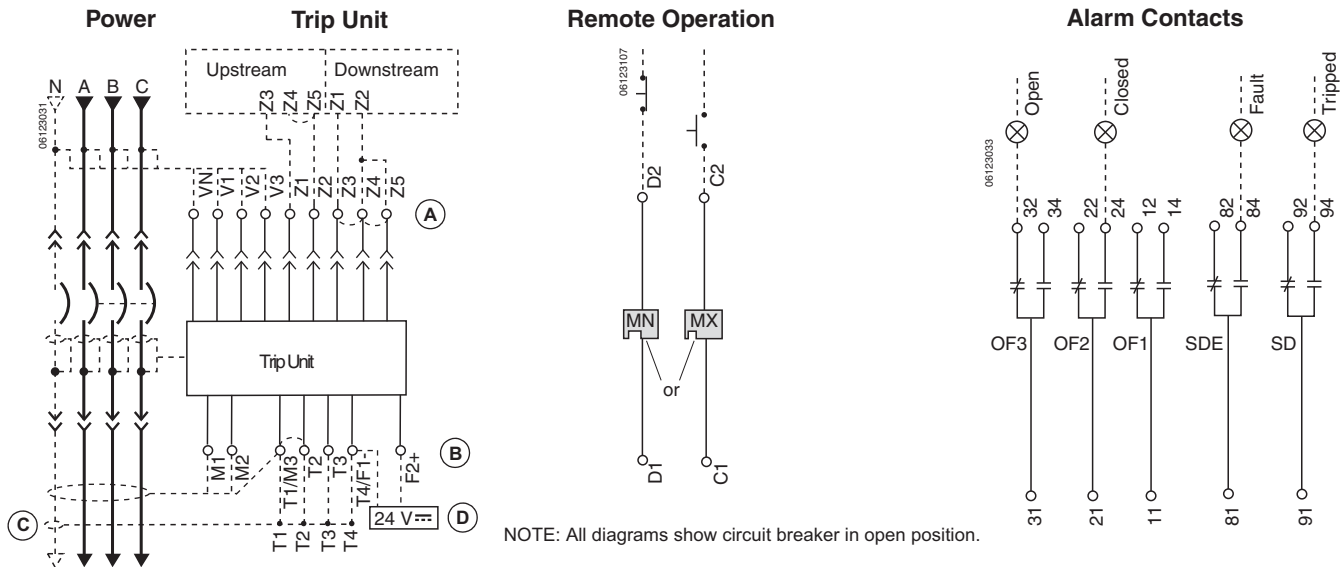 Power
Trip Unit
Remote Operation
Alarm Contacts
Upstream
Downstream
Z3
Z4
Z5
Z1
Z2
N
A
B
C
06123031
VN
V1
V2
V3
Z1
Z2
Z3
Z4
Z5
A
Trip Unit
M1
M2
T1/M3
T2
T3
T4/F1-
F2+
B
C
24 V
D
T1
T2
T3
T4
06123107
D2
C2
MN
MX
or
D1
C1
NOTE: All diagrams show circuit breaker in open position.
Open
Closed
Fault
Tripped
06123033
32
34
22
24
12
14
82
84
92
94
OF3
OF2
OF1
SDE
SD
31
21
11
81
91